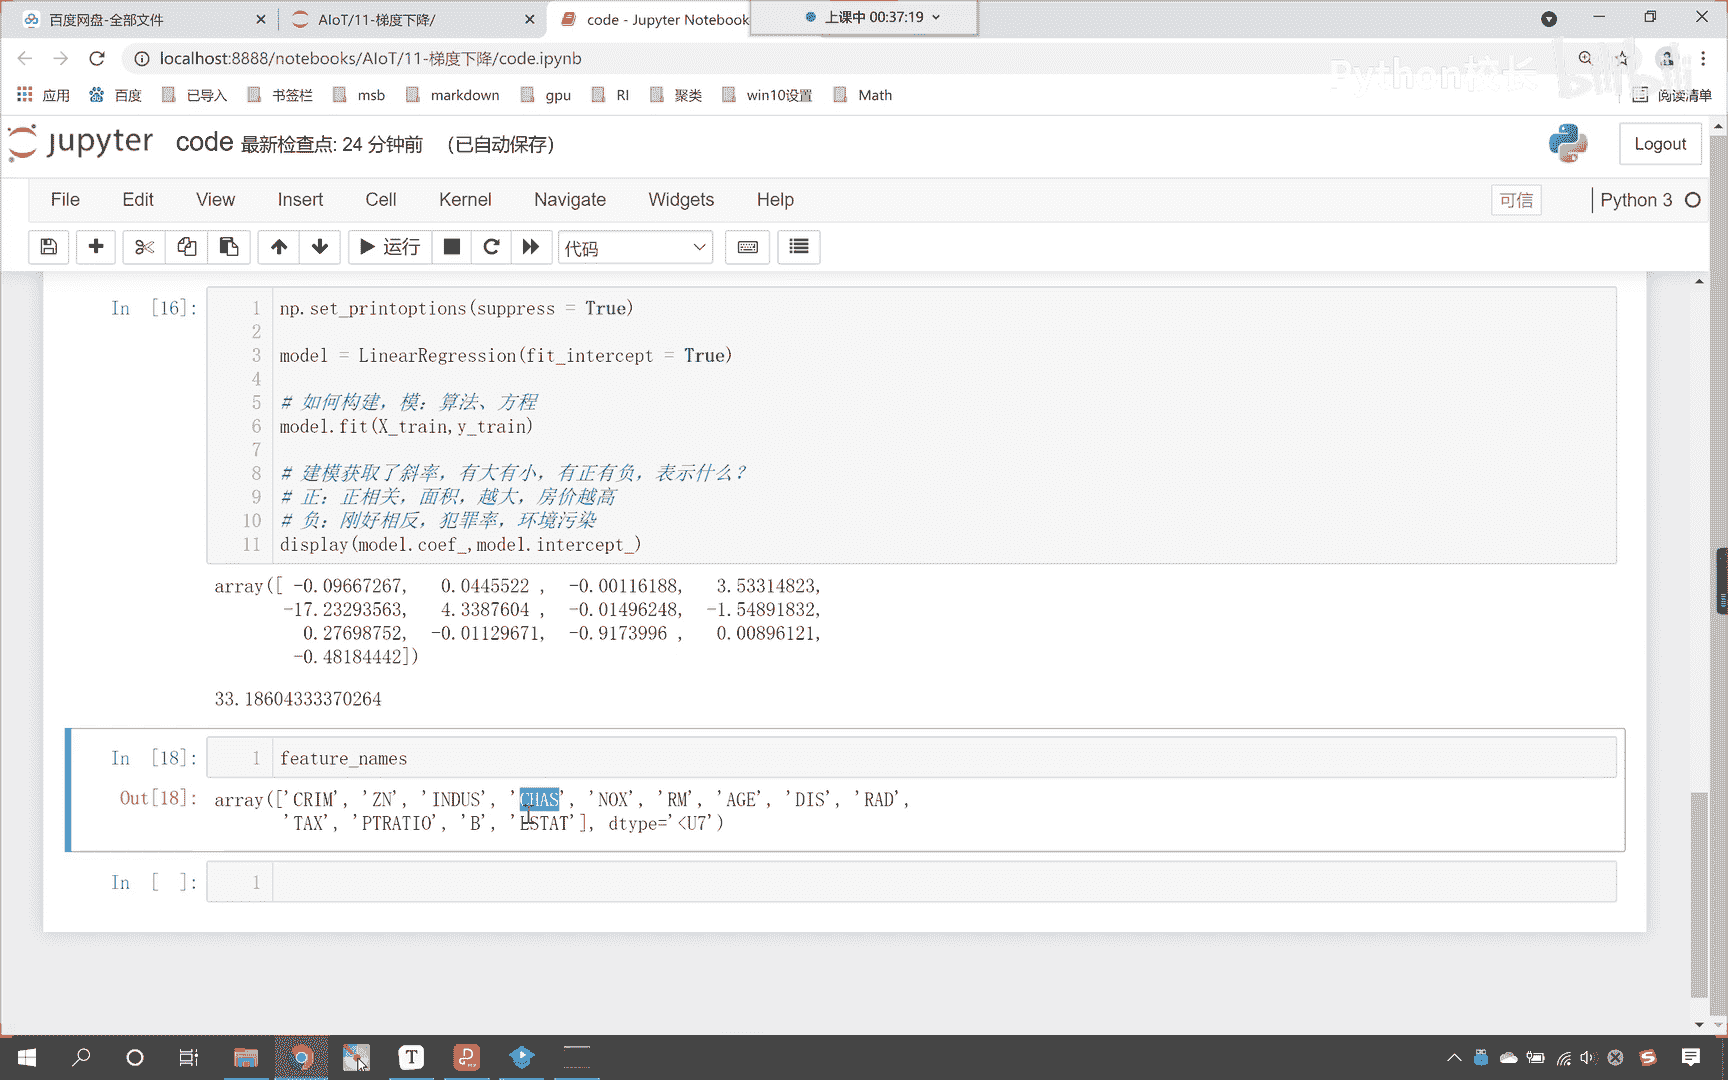 百度网盘-全部文件
AIoT/11-梯度下降/
code - Jupyter Notebook
上课中 00:37:19
localhost:8888/notebooks/AIoT/11-梯度下降/code.ipynb
Python校长
bilibili
应用 百度 已导入 书签栏 msb markdown gpu RI 聚类 win10设置 Math 阅读清单
jupyter code 最新检查点: 24 分钟前 (已自动保存) Logout
File Edit View Insert Cell Kernel Navigate Widgets Help 可信 Python 3
运行 代码
In [16]:
1 np.set_printoptions(suppress = True)
2
3 model = LinearRegression(fit_intercept = True)
4
5 # 如何构建，模：算法、方程
6 model.fit(X_train,y_train)
7
8 # 建模获取了斜率，有大有小，有正有负，表示什么？
9 # 正：正相关，面积，越大，房价越高
10 # 负：刚好相反，犯罪率，环境污染
11 display(model.coef_,model.intercept_)
array([ -0.09667267, 0.0445522 , -0.00116188, 3.53314823,
-17.23293563, 4.3387604 , -0.01496248, -1.54891832,
0.27698752, -0.01129671, -0.9173996 , 0.00896121,
-0.48184442])
33.18604333370264
In [18]: 1 feature_names
Out[18]: array(['CRIM', 'ZN', 'INDUS', 'CHAS', 'NOX', 'RM', 'AGE', 'DIS', 'RAD',
'TAX', 'PTRATIO', 'B', 'LSTAT'], dtype='<U7')
In [ ]: 1